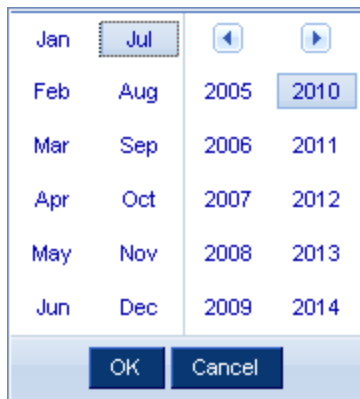 Jan Jul
Feb Aug 2005 2010
Mar Sep 2006 2011
Apr Oct 2007 2012
May Nov 2008 2013
Jun Dec 2009 2014
OK Cancel